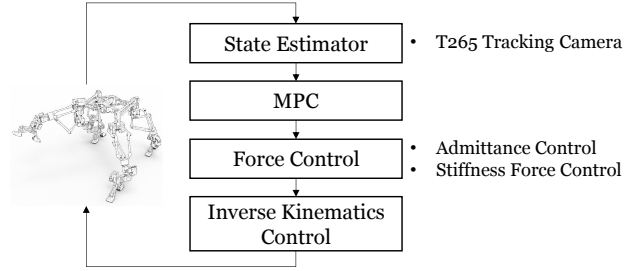 State Estimator
• T265 Tracking Camera
MPC
Force Control
• Admittance Control
• Stiffness Force Control
Inverse Kinematics
Control